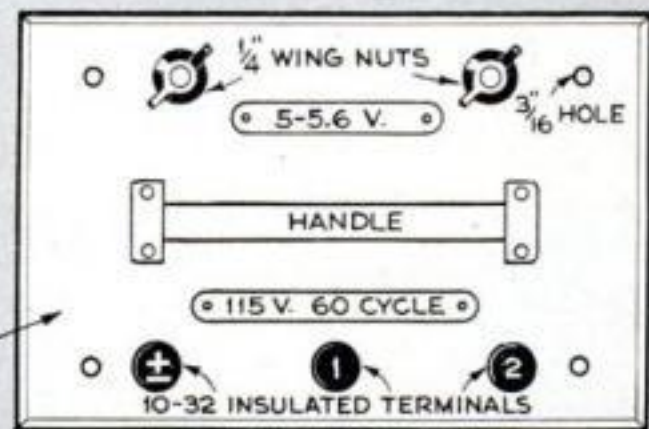 1/4" WING NUTS
3/16" HOLE
5-5.6 V.
HANDLE
115 V. 60 CYCLE
± 1 2
10-32 INSULATED TERMINALS